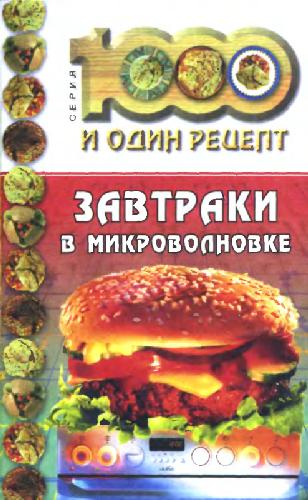 СЕРИЯ
1000
И ОДИН РЕЦЕПТ
ЗАВТРАКИ
В МИКРОВОЛНОВКЕ